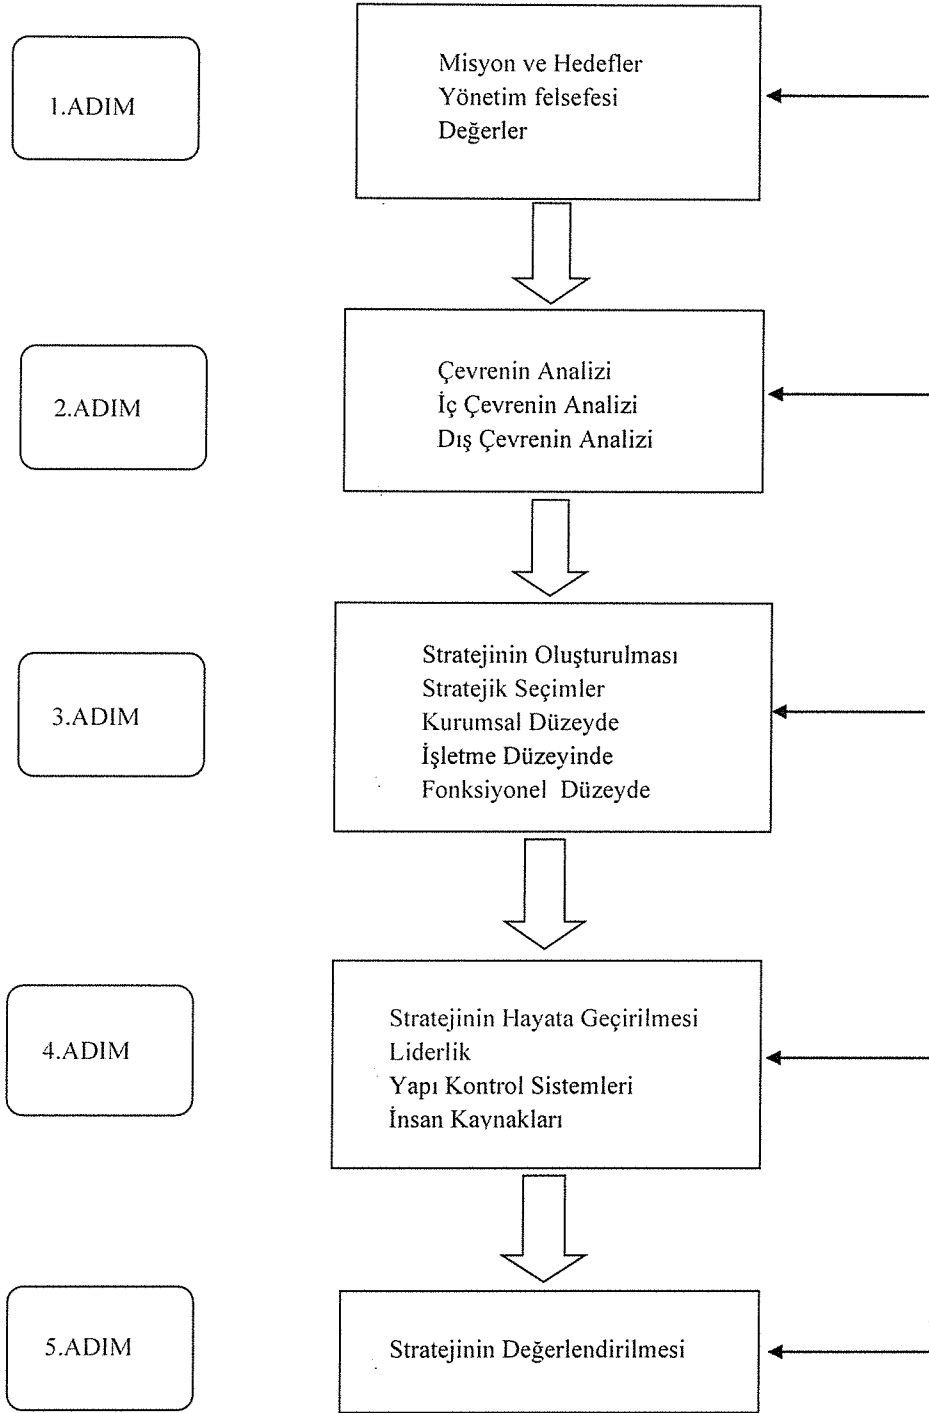 1.ADIM
Misyon ve Hedefler
Yönetim felsefesi
Değerler
2.ADIM
Çevrenin Analizi
İç Çevrenin Analizi
Dış Çevrenin Analizi
3.ADIM
Stratejinin Oluşturulması
Stratejik Seçimler
Kurumsal Düzeyde
İşletme Düzeyinde
Fonksiyonel Düzeyde
4.ADIM
Stratejinin Hayata Geçirilmesi
Liderlik
Yapı Kontrol Sistemleri
İnsan Kaynakları
5.ADIM
Stratejinin Değerlendirilmesi